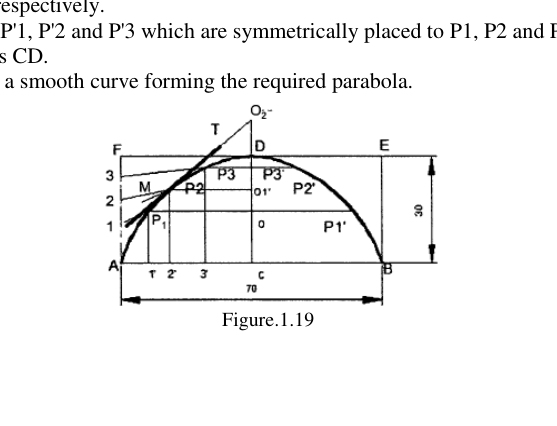 respectively.
P'1, P'2 and P'3 which are symmetrically placed to P1, P2 and P
s CD.
a smooth curve forming the required parabola.
O2
T
F D E
3 P3 P3'
M P2 O1' P2'
2
30
1 P1 O P1'
A B
1' 2' 3' C
70
Figure.1.19